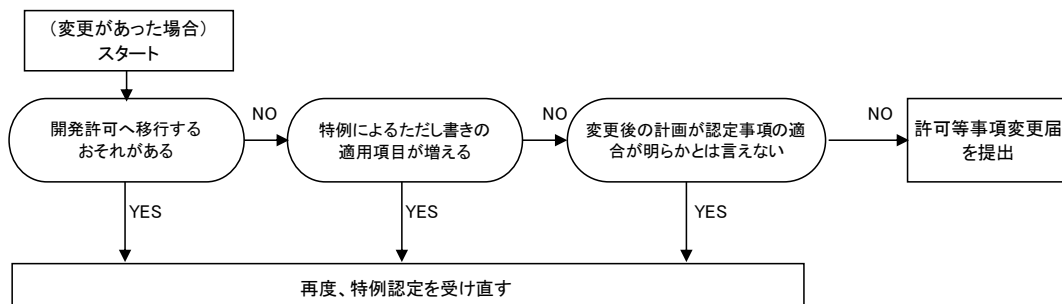 （変更があった場合）
スタート
開発許可へ移行する
おそれがある
NO
特例によるただし書きの
適用項目が増える
NO
変更後の計画が認定事項の適
合が明らかとは言えない
NO
許可等事項変更届
を提出
YES
YES
YES
再度、特例認定を受け直す